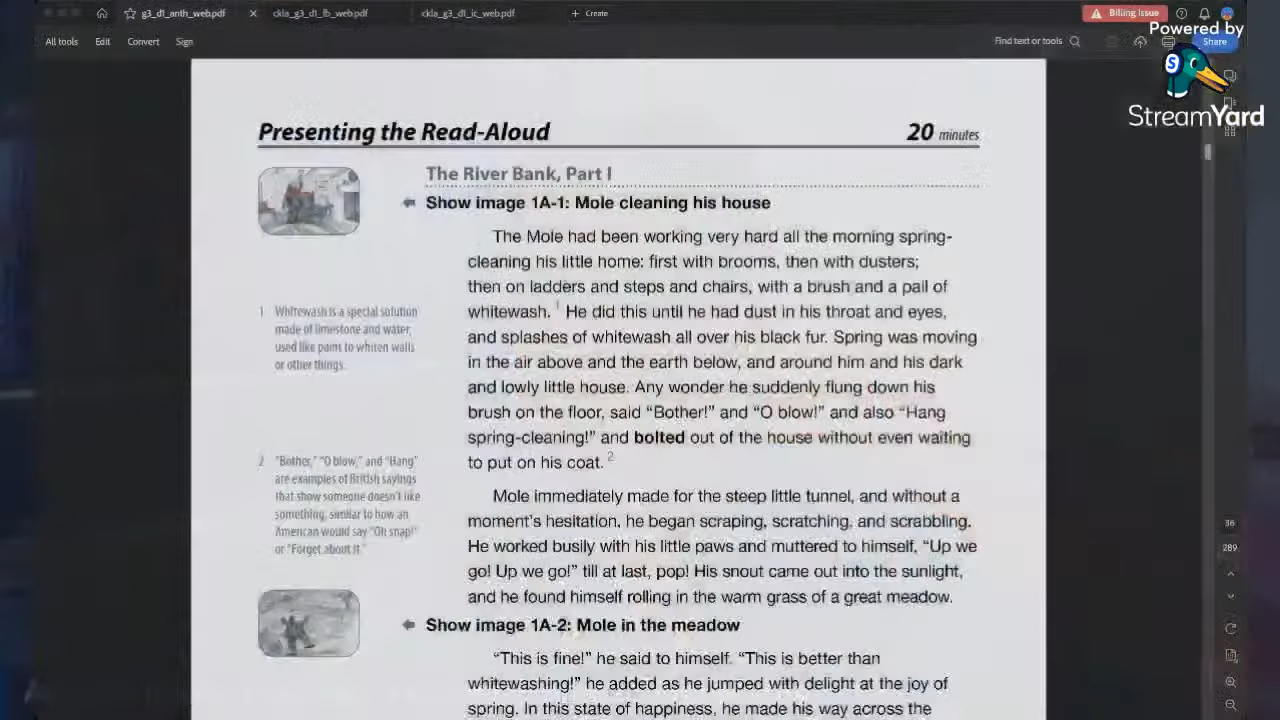 g3_d1_anth_web.pdf
ckla_g3_d1_fb_web.pdf
ckla_g3_d1_ic_web.pdf
+ Create
Billing Issue
All tools Edit Convert Sign
Find text or tools
Share
Powered by
StreamYard
Presenting the Read-Aloud 20 minutes
The River Bank, Part I
Show image 1A-1: Mole cleaning his house
The Mole had been working very hard all the morning spring-
cleaning his little home: first with brooms, then with dusters;
then on ladders and steps and chairs, with a brush and a pail of
whitewash. 1 He did this until he had dust in his throat and eyes,
and splashes of whitewash all over his black fur. Spring was moving
in the air above and the earth below, and around him and his dark
and lowly little house. Any wonder he suddenly flung down his
brush on the floor, said “Bother!” and “O blow!” and also “Hang
spring-cleaning!” and bolted out of the house without even waiting
to put on his coat. 2
1 Whitewash is a special solution
made of limestone and water,
used like paint to whiten walls
or other things.
2 "Bother," "O blow," and "Hang"
are examples of British sayings
that show someone doesn't like
something, similar to how an
American would say "Oh snap!"
or "Forget about it."
Mole immediately made for the steep little tunnel, and without a
moment’s hesitation, he began scraping, scratching, and scrabbling.
He worked busily with his little paws and muttered to himself, “Up we
go! Up we go!” till at last, pop! His snout came out into the sunlight,
and he found himself rolling in the warm grass of a great meadow.
Show image 1A-2: Mole in the meadow
“This is fine!” he said to himself. “This is better than
whitewashing!” he added as he jumped with delight at the joy of
spring. In this state of happiness, he made his way across the
36
289